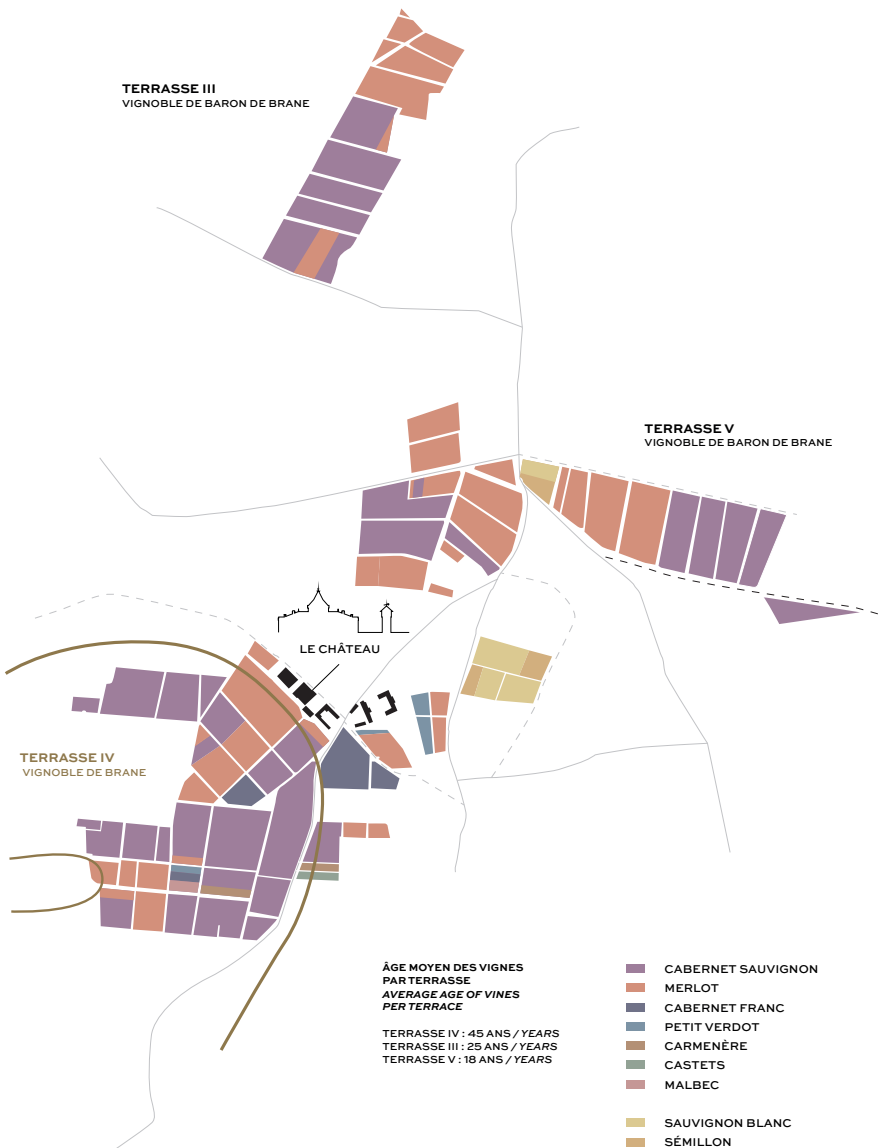 TERRASSE III
VIGNOBLE DE BARON DE BRANE
TERRASSE V
VIGNOBLE DE BARON DE BRANE
LE CHÂTEAU
TERRASSE IV
VIGNOBLE DE BRANE
ÂGE MOYEN DES VIGNES
PAR TERRASSE
AVERAGE AGE OF VINES
PER TERRACE
TERRASSE IV : 45 ANS / YEARS
TERRASSE III : 25 ANS / YEARS
TERRASSE V : 18 ANS / YEARS
CABERNET SAUVIGNON
MERLOT
CABERNET FRANC
PETIT VERDOT
CARMENÈRE
CASTETS
MALBEC
SAUVIGNON BLANC
SÉMILLON